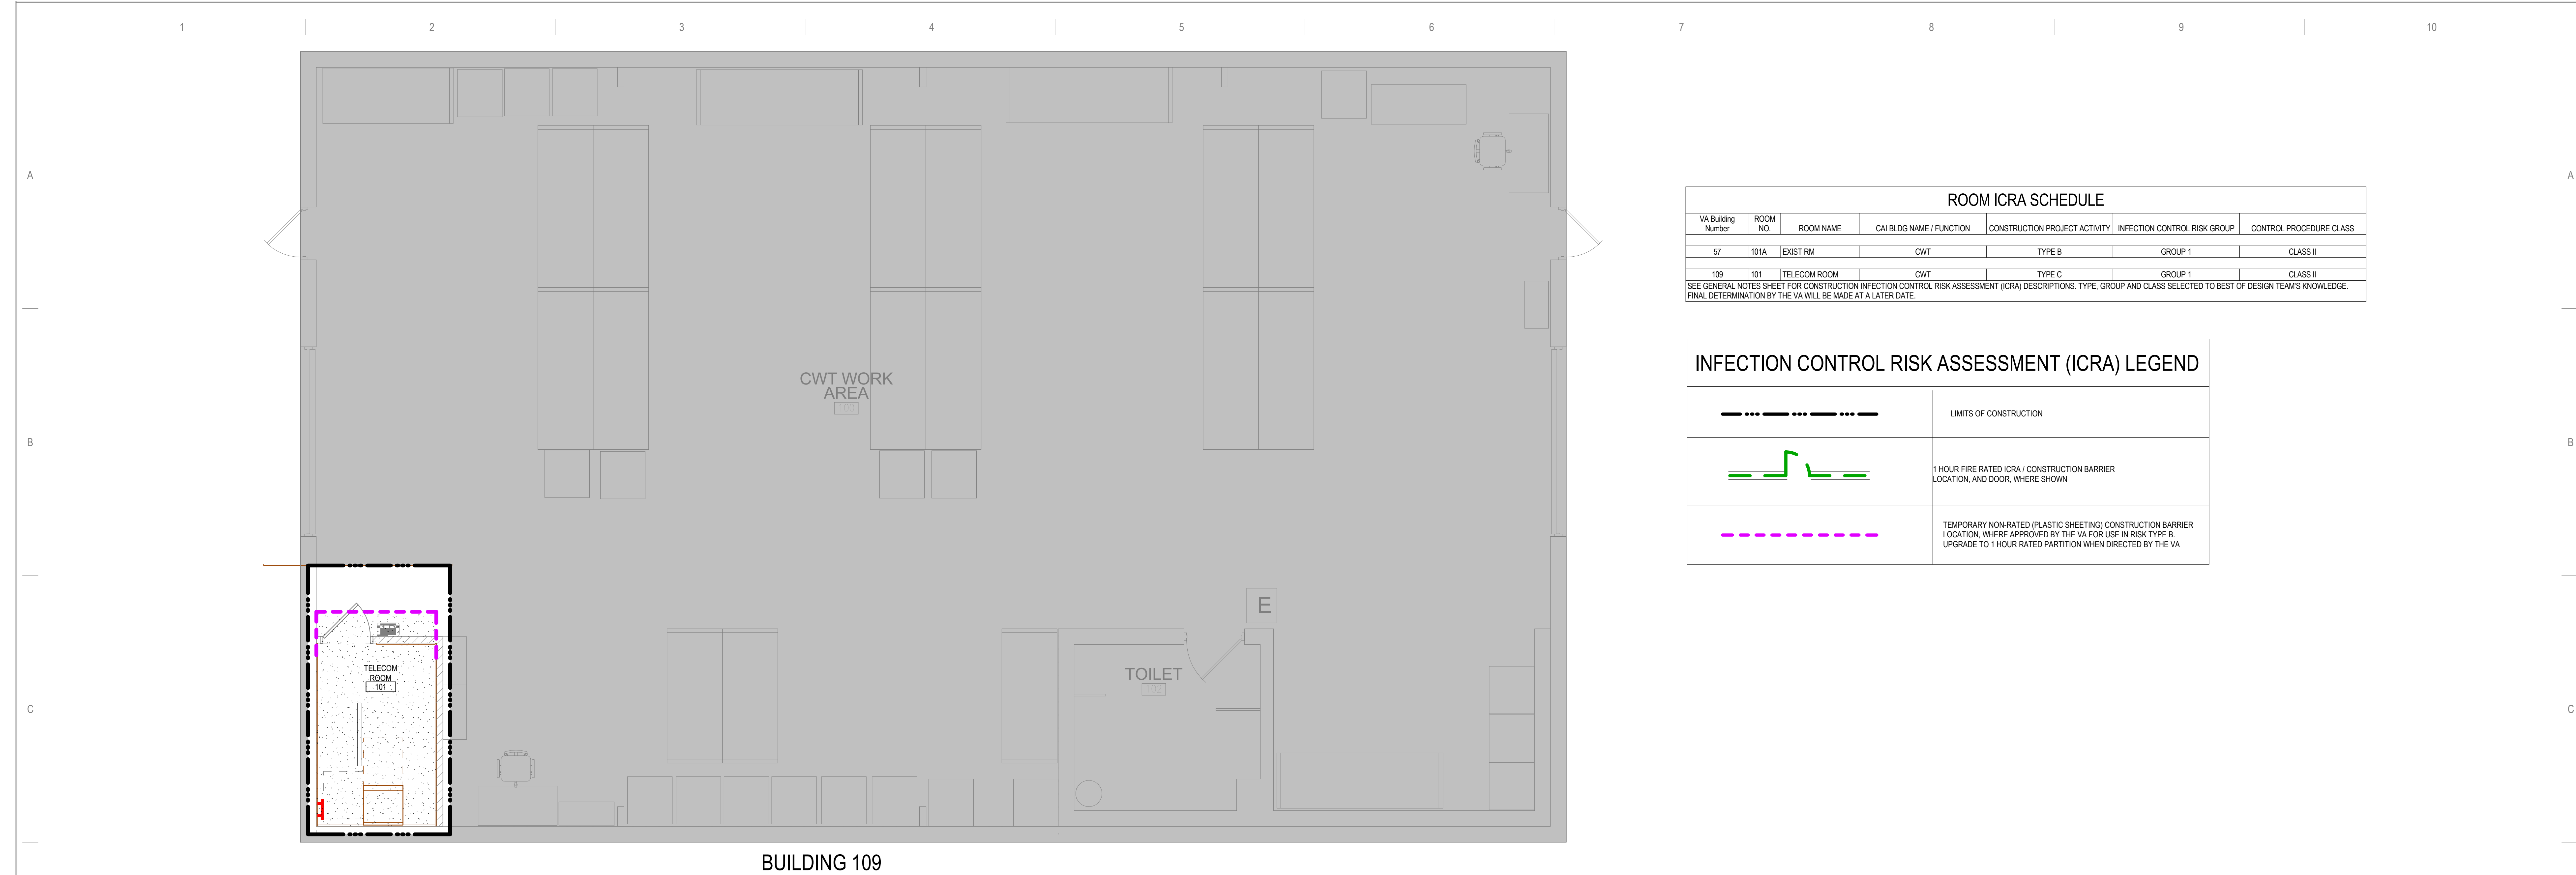 1 2 3 4 5 6 7 8 9 10
A A
ROOM ICRA SCHEDULE
VA Building Number ROOM NO. ROOM NAME CAI BLDG NAME / FUNCTION CONSTRUCTION PROJECT ACTIVITY INFECTION CONTROL RISK GROUP CONTROL PROCEDURE CLASS
57 101A EXIST RM CWT TYPE B GROUP 1 CLASS II
109 101 TELECOM ROOM CWT TYPE C GROUP 1 CLASS II
SEE GENERAL NOTES SHEET FOR CONSTRUCTION INFECTION CONTROL RISK ASSESSMENT (ICRA) DESCRIPTIONS. TYPE, GROUP AND CLASS SELECTED TO BEST OF DESIGN TEAM'S KNOWLEDGE.
FINAL DETERMINATION BY THE VA WILL BE MADE AT A LATER DATE.
INFECTION CONTROL RISK ASSESSMENT (ICRA) LEGEND
LIMITS OF CONSTRUCTION
1 HOUR FIRE RATED ICRA / CONSTRUCTION BARRIER
LOCATION, AND DOOR, WHERE SHOWN
TEMPORARY NON-RATED (PLASTIC SHEETING) CONSTRUCTION BARRIER
LOCATION, WHERE APPROVED BY THE VA FOR USE IN RISK TYPE B.
UPGRADE TO 1 HOUR RATED PARTITION WHEN DIRECTED BY THE VA
CWT WORK
AREA
100
B B
E
TELECOM
ROOM
101
TOILET
C C
BUILDING 109